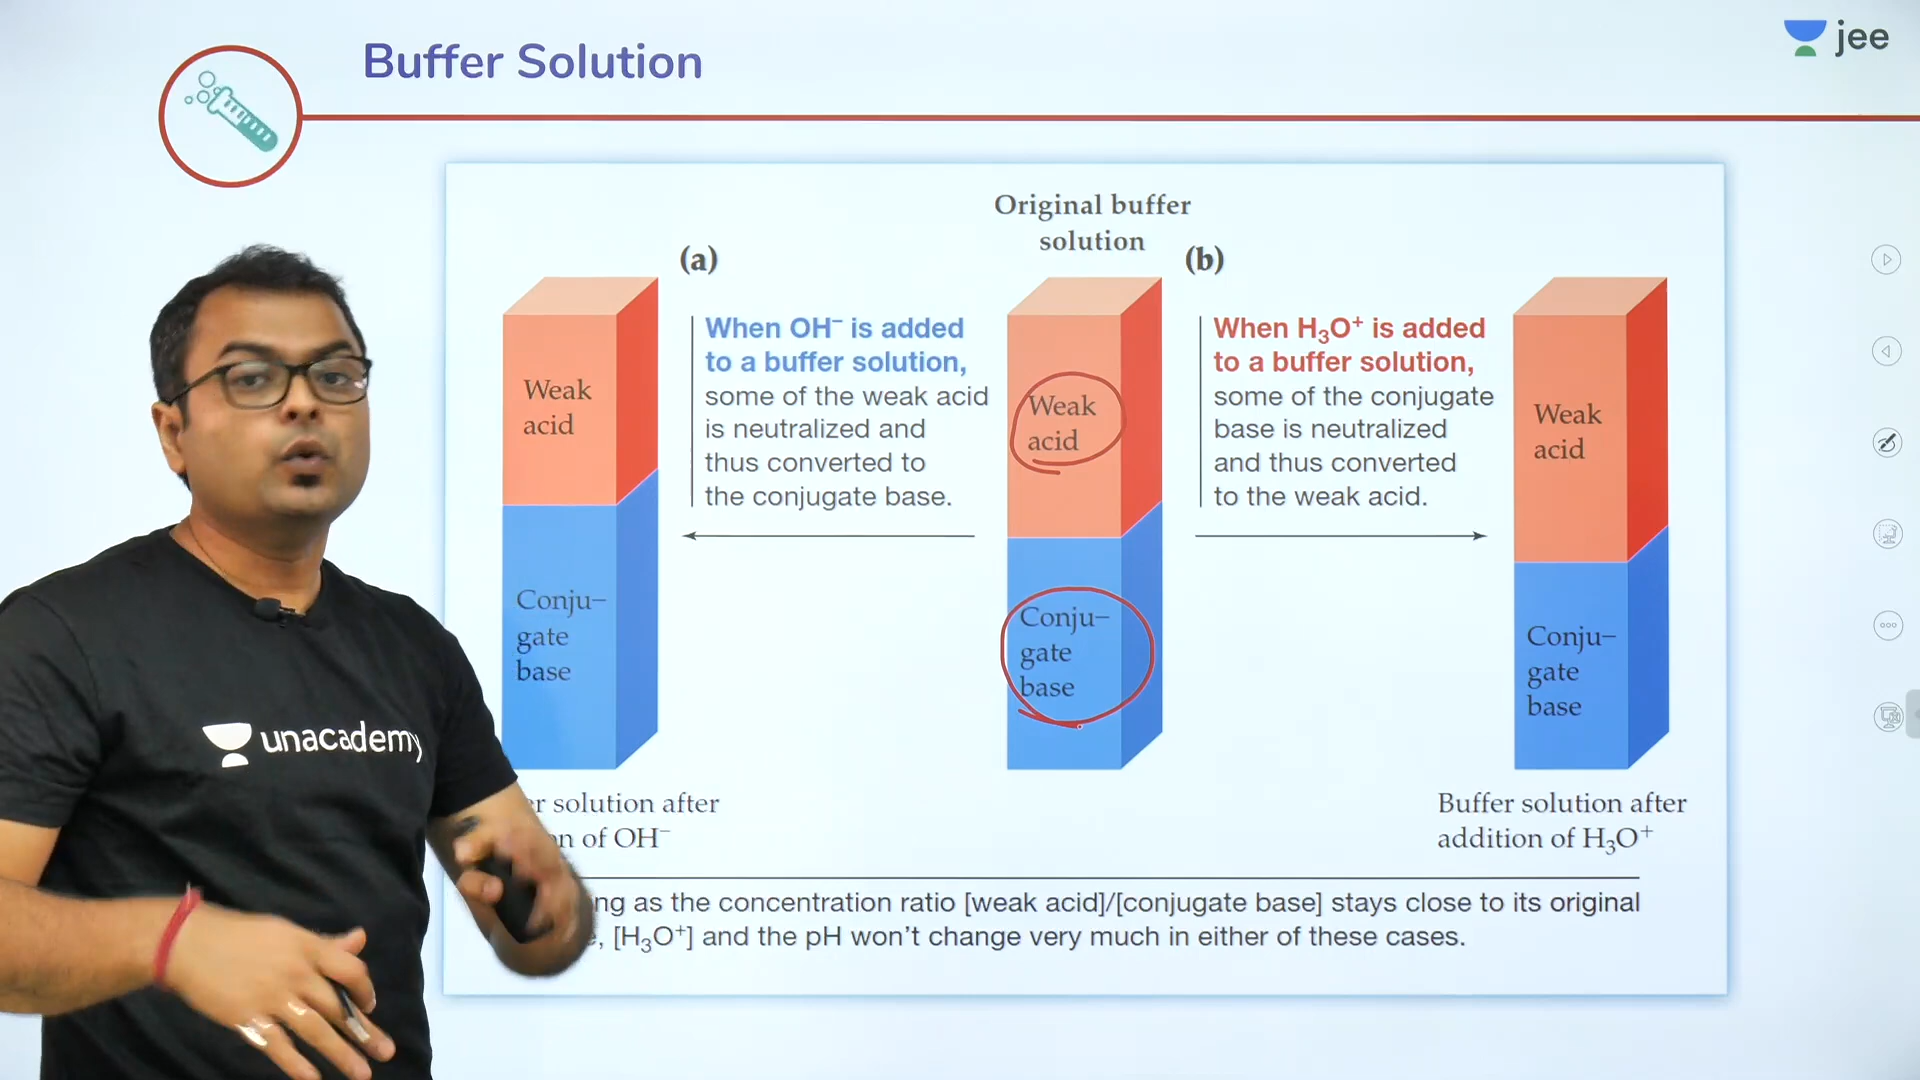 Buffer Solution
jee
Original buffer
solution
(a)
When OH⁻ is added
to a buffer solution,
some of the weak acid
is neutralized and
thus converted to
the conjugate base.
(b)
When H₃O⁺ is added
to a buffer solution,
some of the conjugate
base is neutralized
and thus converted
to the weak acid.
Weak
acid
Conju–
gate
base
Weak
acid
Conju–
gate
base
Weak
acid
Conju–
gate
base
solution after
of OH⁻
Buffer solution after
addition of H₃O⁺
as the concentration ratio [weak acid]/[conjugate base] stays close to its original
[H₃O⁺] and the pH won’t change very much in either of these cases.
unacademy